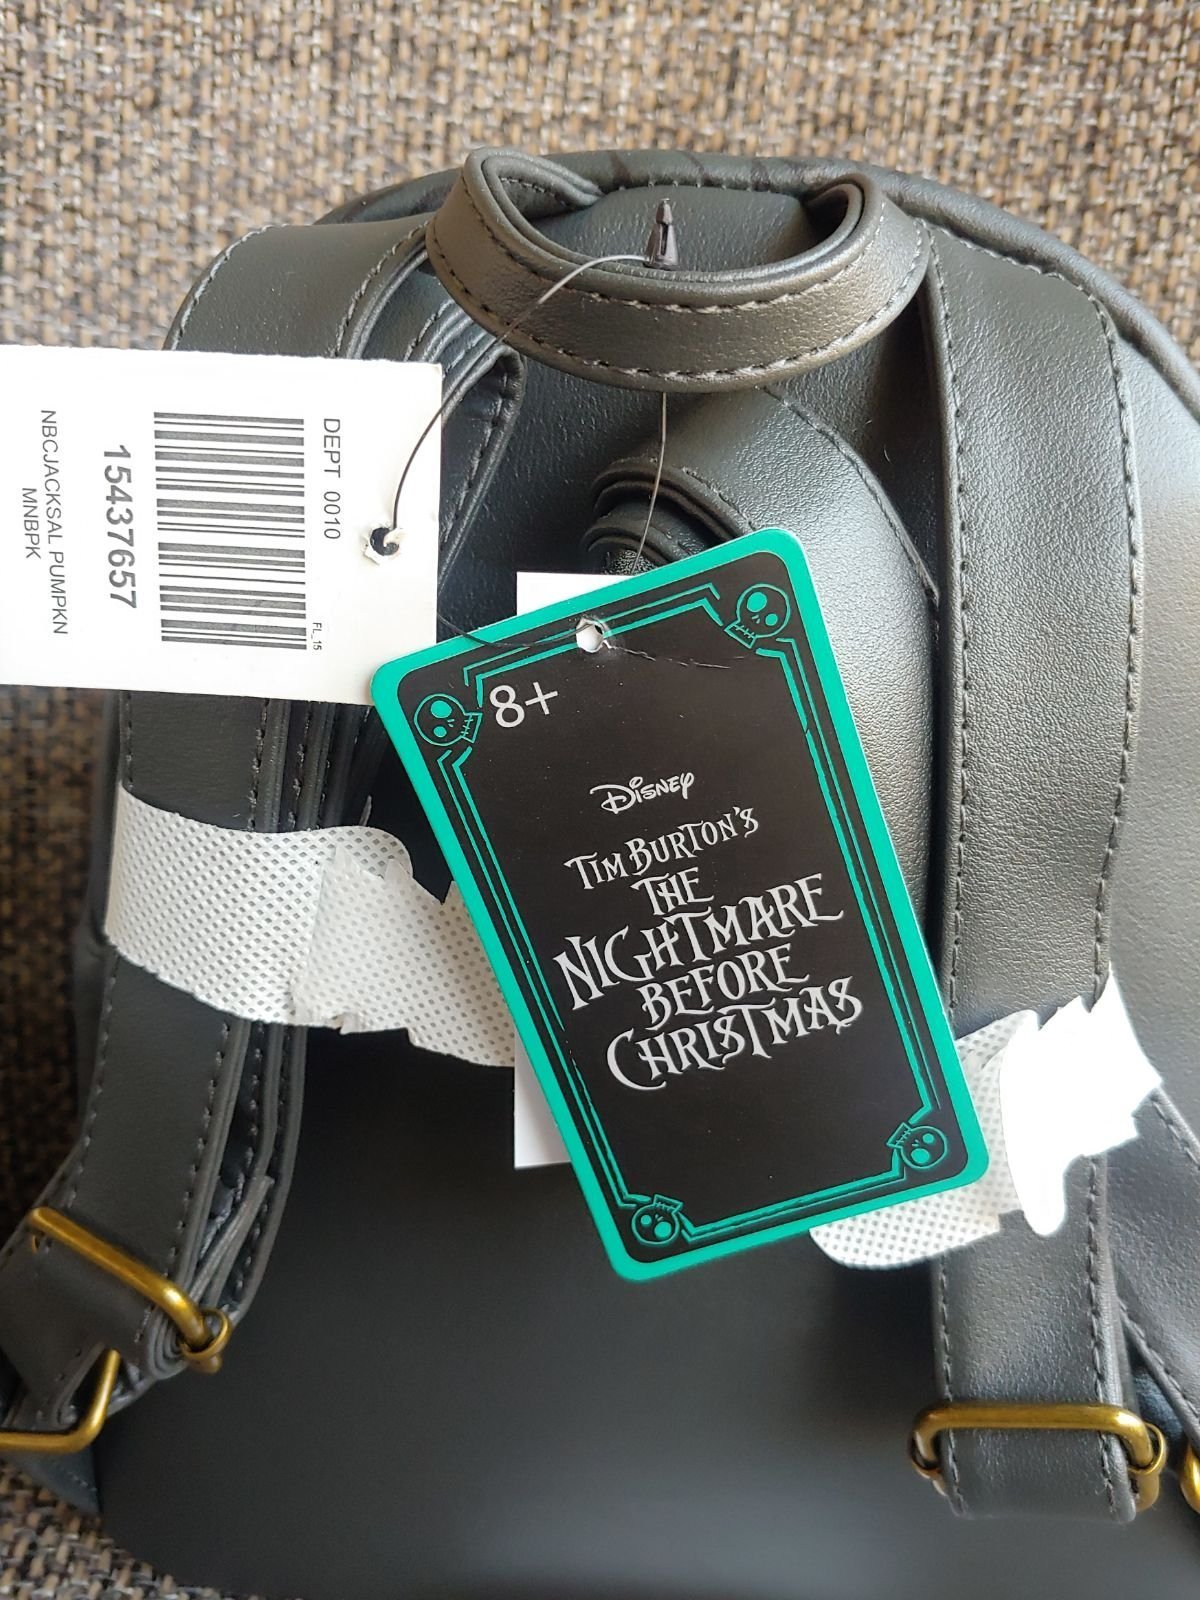 DEPT 0010
FL_15
15437657
NBCJACKSAL PUMPKN
MNBPK
8+
Disney
TIM BURTON'S
THE
NIGHTMARE
BEFORE
CHRISTMAS